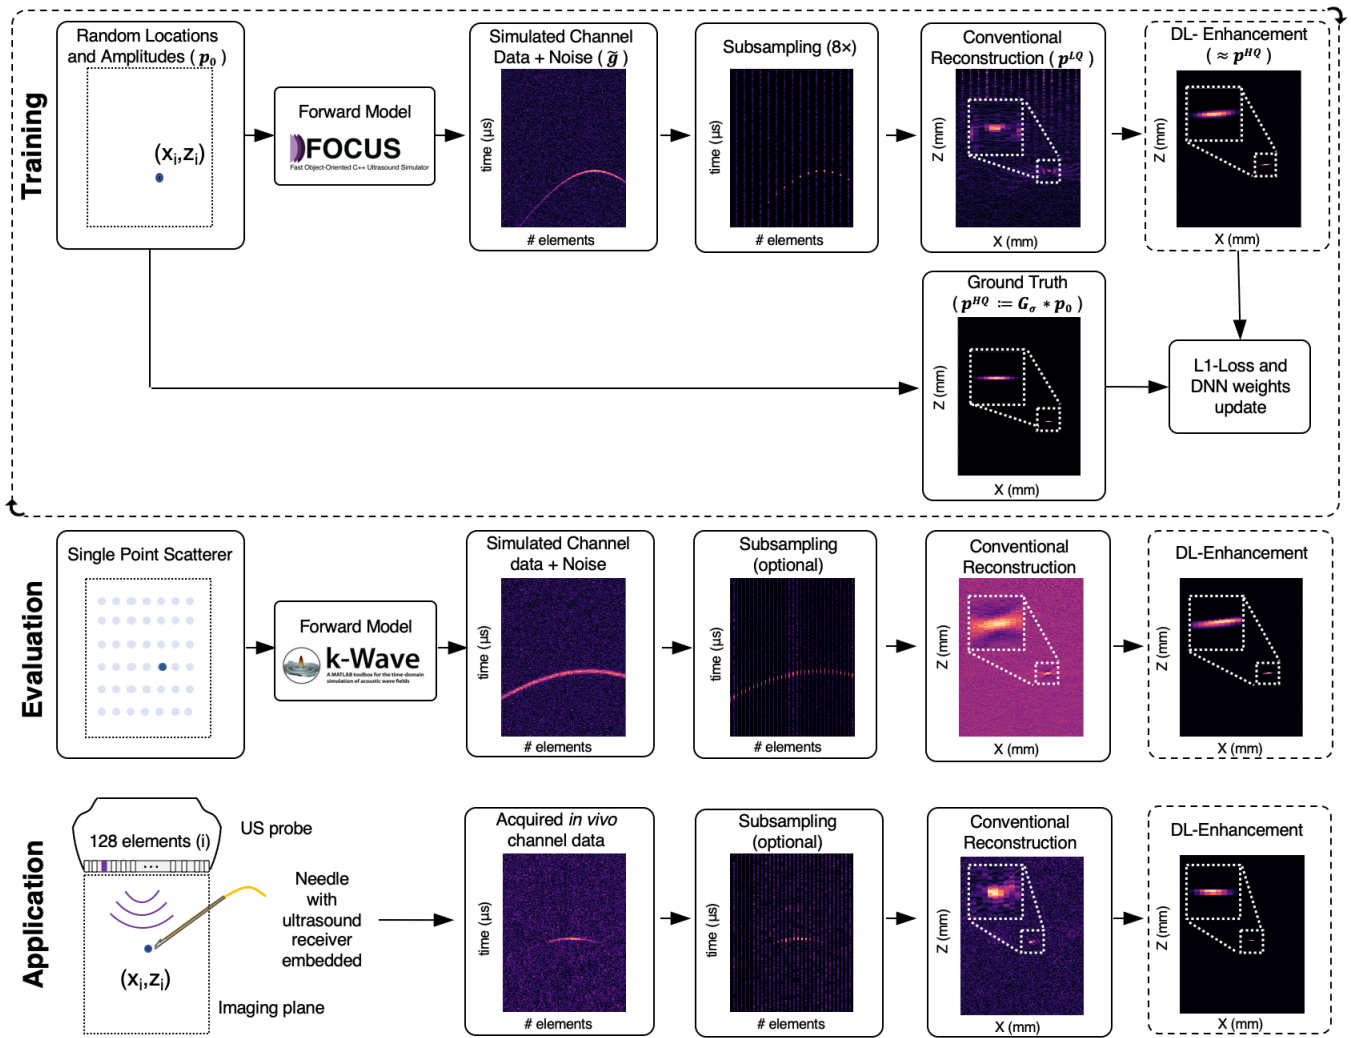 Training
Random Locations
and Amplitudes ( p₀ )
(xᵢ,zᵢ)
Forward Model
FOCUS
Fast Object-Oriented C++ Ultrasound Simulator
Simulated Channel
Data + Noise ( g̃ )
time (µs)
# elements
Subsampling (8×)
time (µs)
# elements
Conventional
Reconstruction ( p^LQ )
Z (mm)
X (mm)
DL- Enhancement
( ≈ p^HQ )
Z (mm)
X (mm)
Ground Truth
( p^HQ := G_σ * p₀ )
Z (mm)
X (mm)
L1-Loss and
DNN weights
update
Evaluation
Single Point Scatterer
Forward Model
k-Wave
A MATLAB toolbox for the time-domain
simulation of acoustic wave fields
Simulated Channel
data + Noise
time (µs)
# elements
Subsampling
(optional)
time (µs)
# elements
Conventional
Reconstruction
Z (mm)
X (mm)
DL-Enhancement
Z (mm)
X (mm)
Application
128 elements (i)
US probe
...
(xᵢ,zᵢ)
Imaging plane
Needle
with
ultrasound
receiver
embedded
Acquired in vivo
channel data
time (µs)
# elements
Subsampling
(optional)
time (µs)
# elements
Conventional
Reconstruction
Z (mm)
X (mm)
DL-Enhancement
Z (mm)
X (mm)